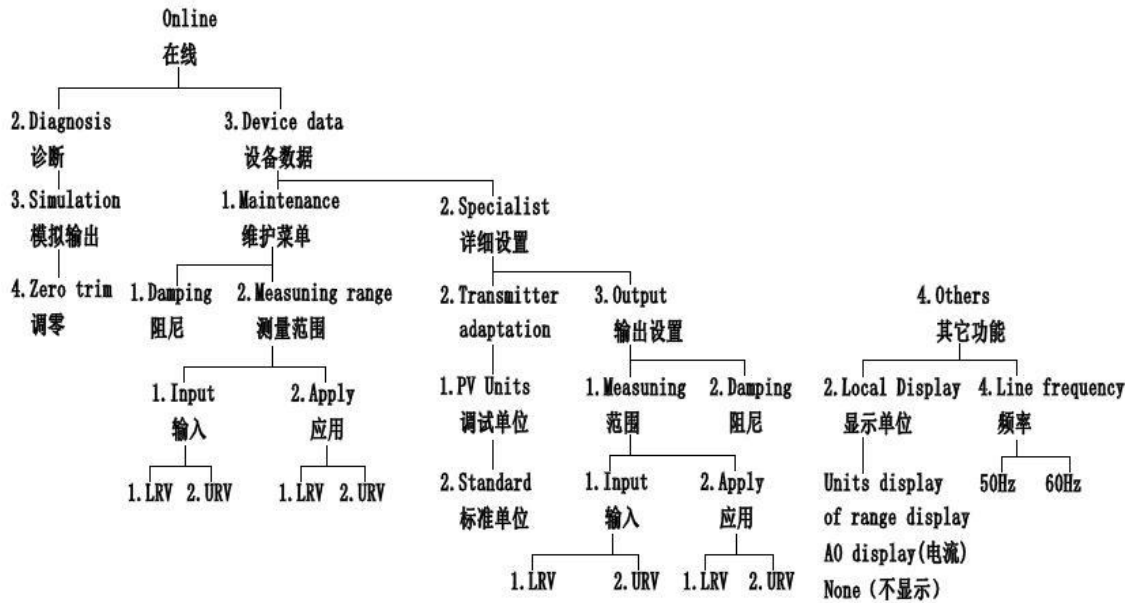 Online
在线
2.Diagnosis
诊断
3.Device data
设备数据
3.Simulation
模拟输出
1.Maintenance
维护菜单
2.Specialist
详细设置
4.Zero trim
调零
1.Damping
阻尼
2.Measuning range
测量范围
2.Transmitter
adaptation
3.Output
输出设置
4.Others
其它功能
1.Input
输入
2.Apply
应用
1.PV Units
调试单位
1.Measuning
范围
2.Damping
阻尼
2.Local Display
显示单位
4.Line frequency
频率
1.LRV
2.URV
1.LRV
2.URV
2.Standard
标准单位
1.Input
输入
2.Apply
应用
Units display
of range display
AO display(电流)
None (不显示)
50Hz
60Hz
1.LRV
2.URV
1.LRV
2.URV